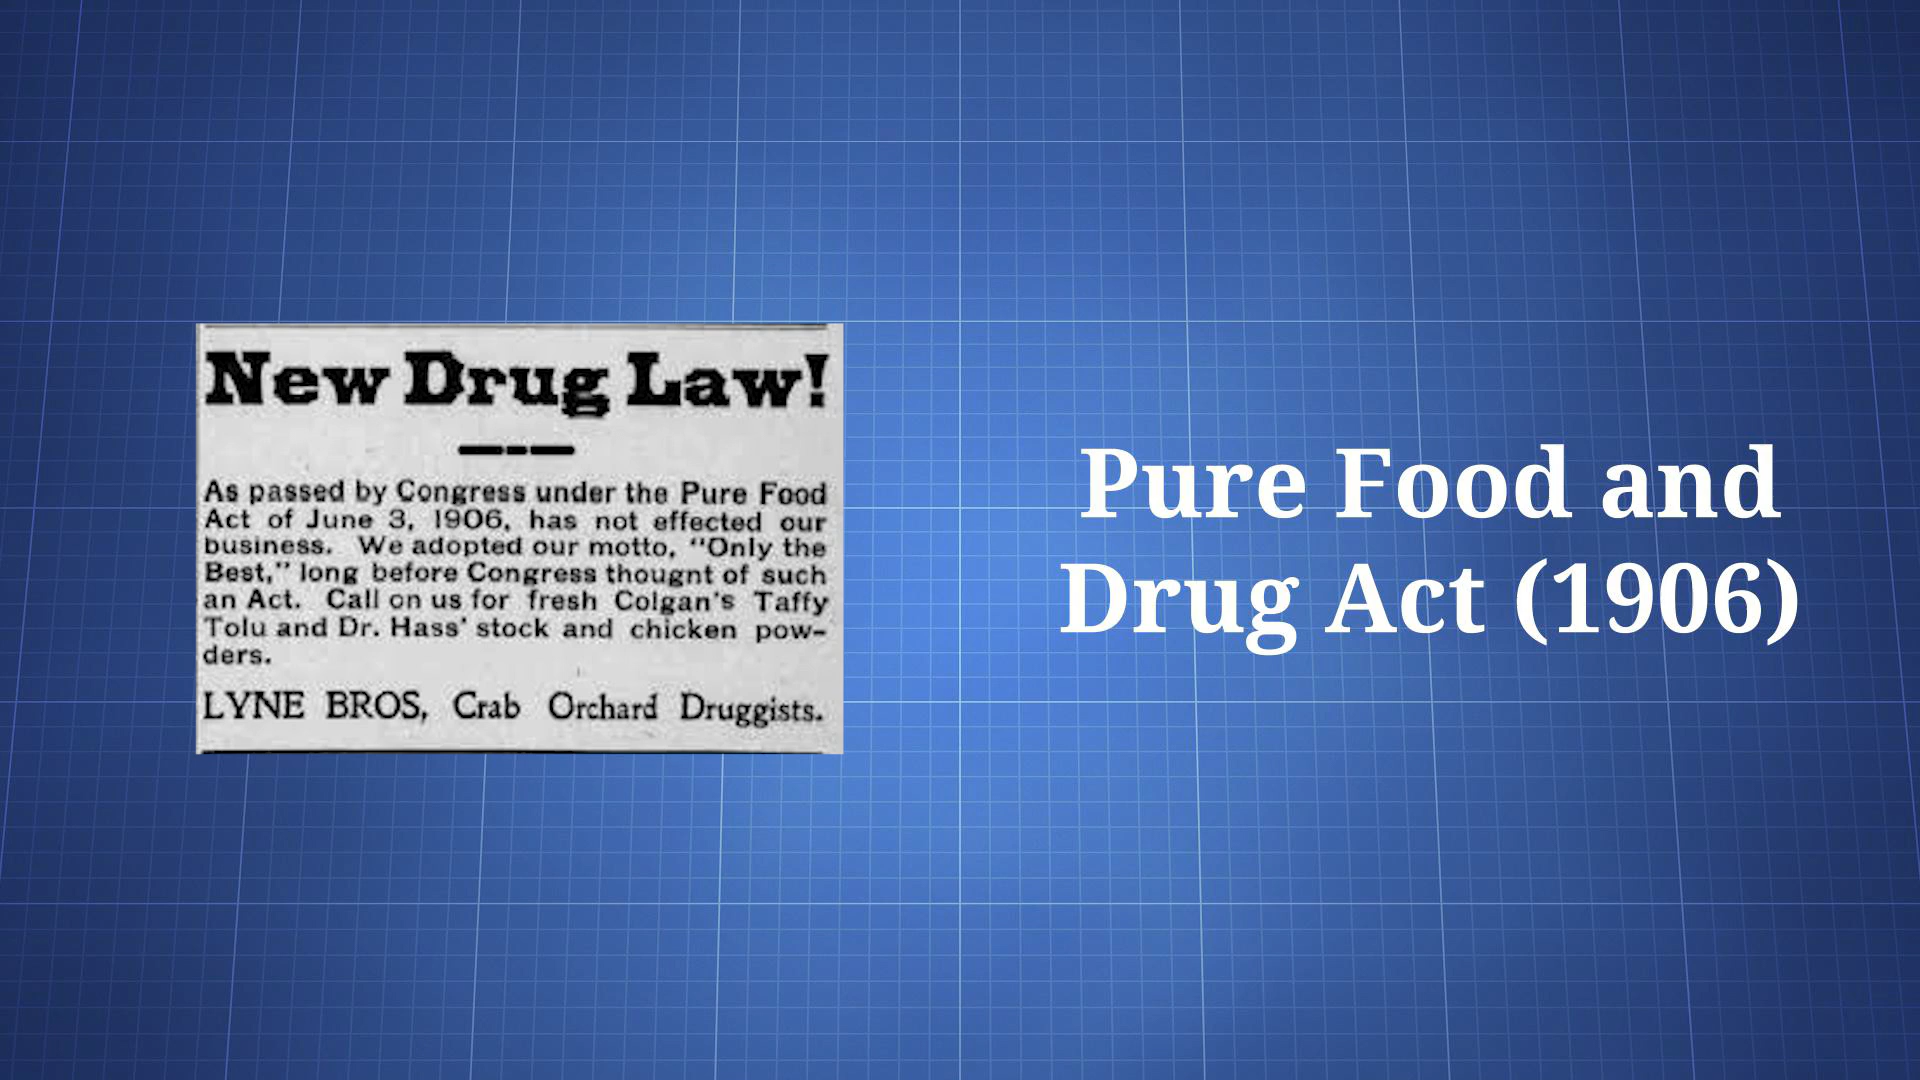 New Drug Law!
As passed by Congress under the Pure Food
Act of June 3, 1906, has not effected our
business. We adopted our motto, "Only the
Best," long before Congress thougnt of such
an Act. Call on us for fresh Colgan's Taffy
Tolu and Dr. Hass' stock and chicken pow-
ders.
LYNE BROS, Crab Orchard Druggists.
Pure Food and
Drug Act (1906)